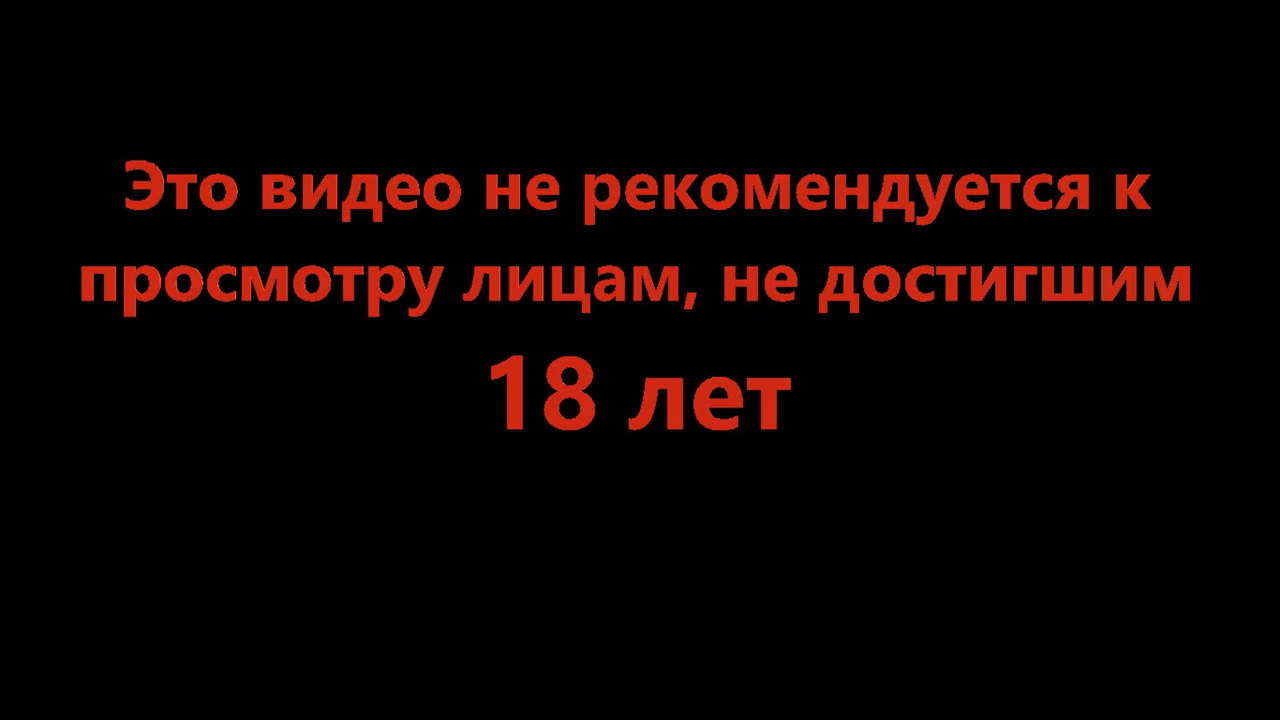 Это видео не рекомендуется к
просмотру лицам, не достигшим
18 лет